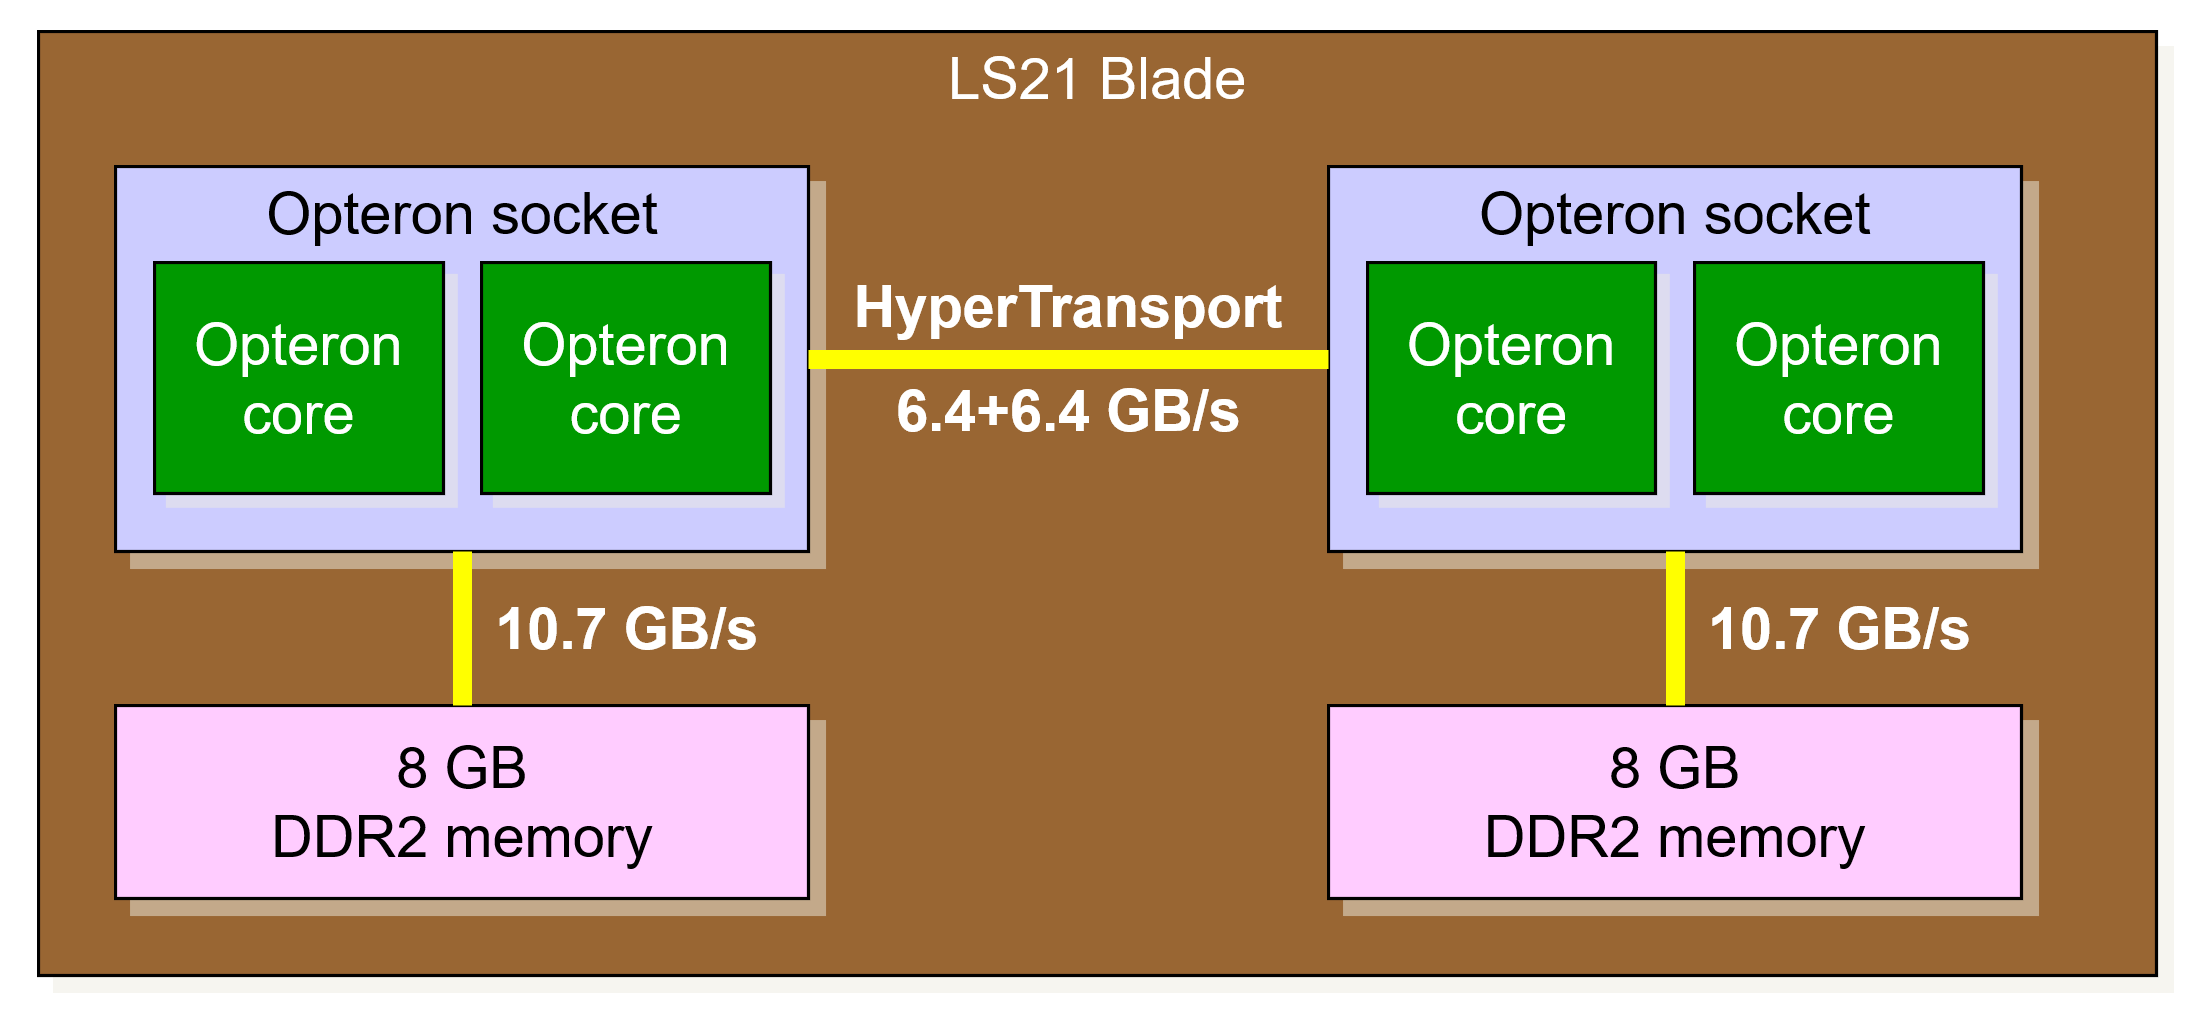 LS21 Blade
Opteron socket
Opteron
core
Opteron
core
HyperTransport
6.4+6.4 GB/s
Opteron socket
Opteron
core
Opteron
core
10.7 GB/s
10.7 GB/s
8 GB
DDR2 memory
8 GB
DDR2 memory